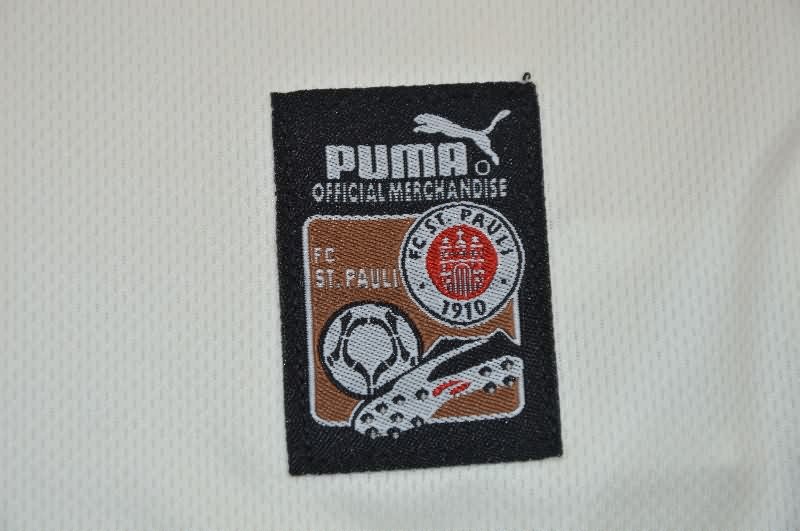 PUMA
OFFICIAL MERCHANDISE
FC ST. PAULI
1910
FC
ST. PAULI